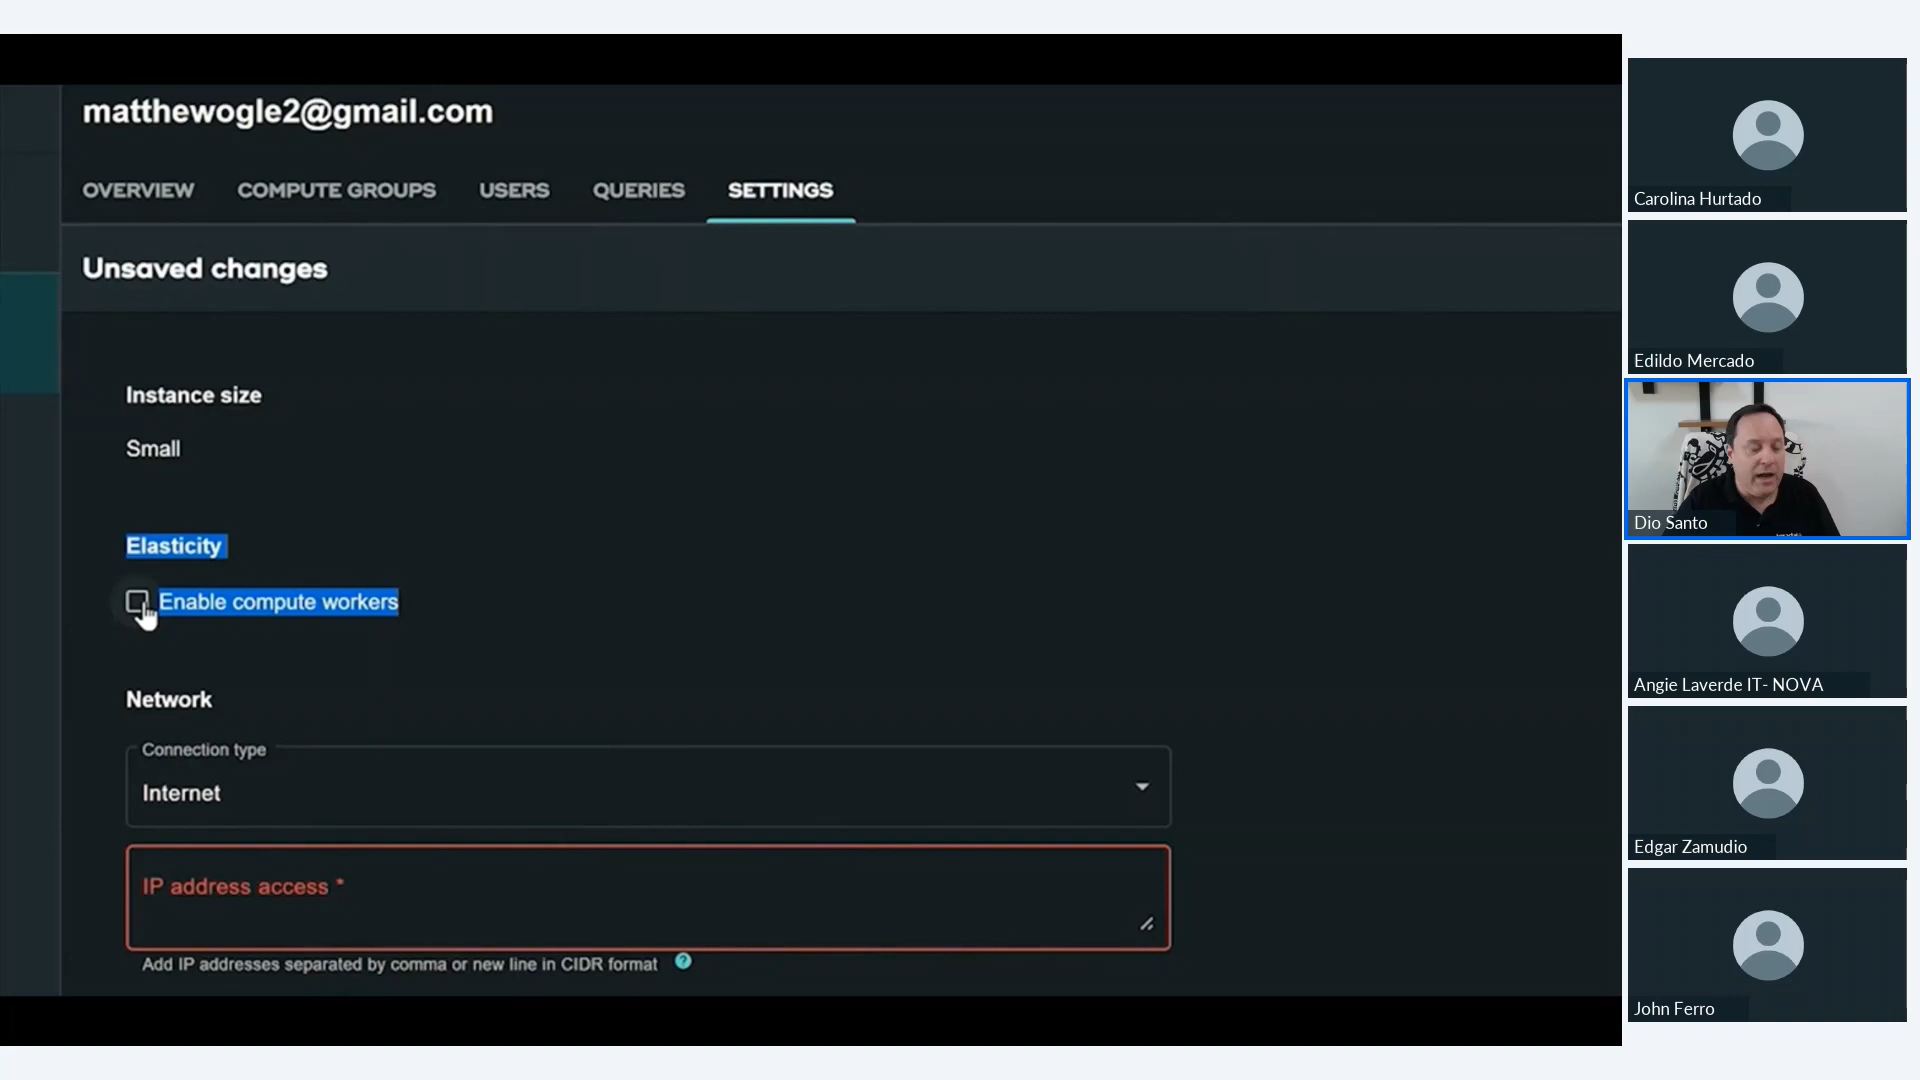 matthewogle2@gmail.com
OVERVIEW COMPUTE GROUPS USERS QUERIES SETTINGS
Unsaved changes
Instance size
Small
Elasticity
Enable compute workers
Network
Connection type
Internet
IP address access *
Add IP addresses separated by comma or new line in CIDR format ?
Carolina Hurtado
Edildo Mercado
Dio Santo
Angie Laverde IT- NOVA
Edgar Zamudio
John Ferro